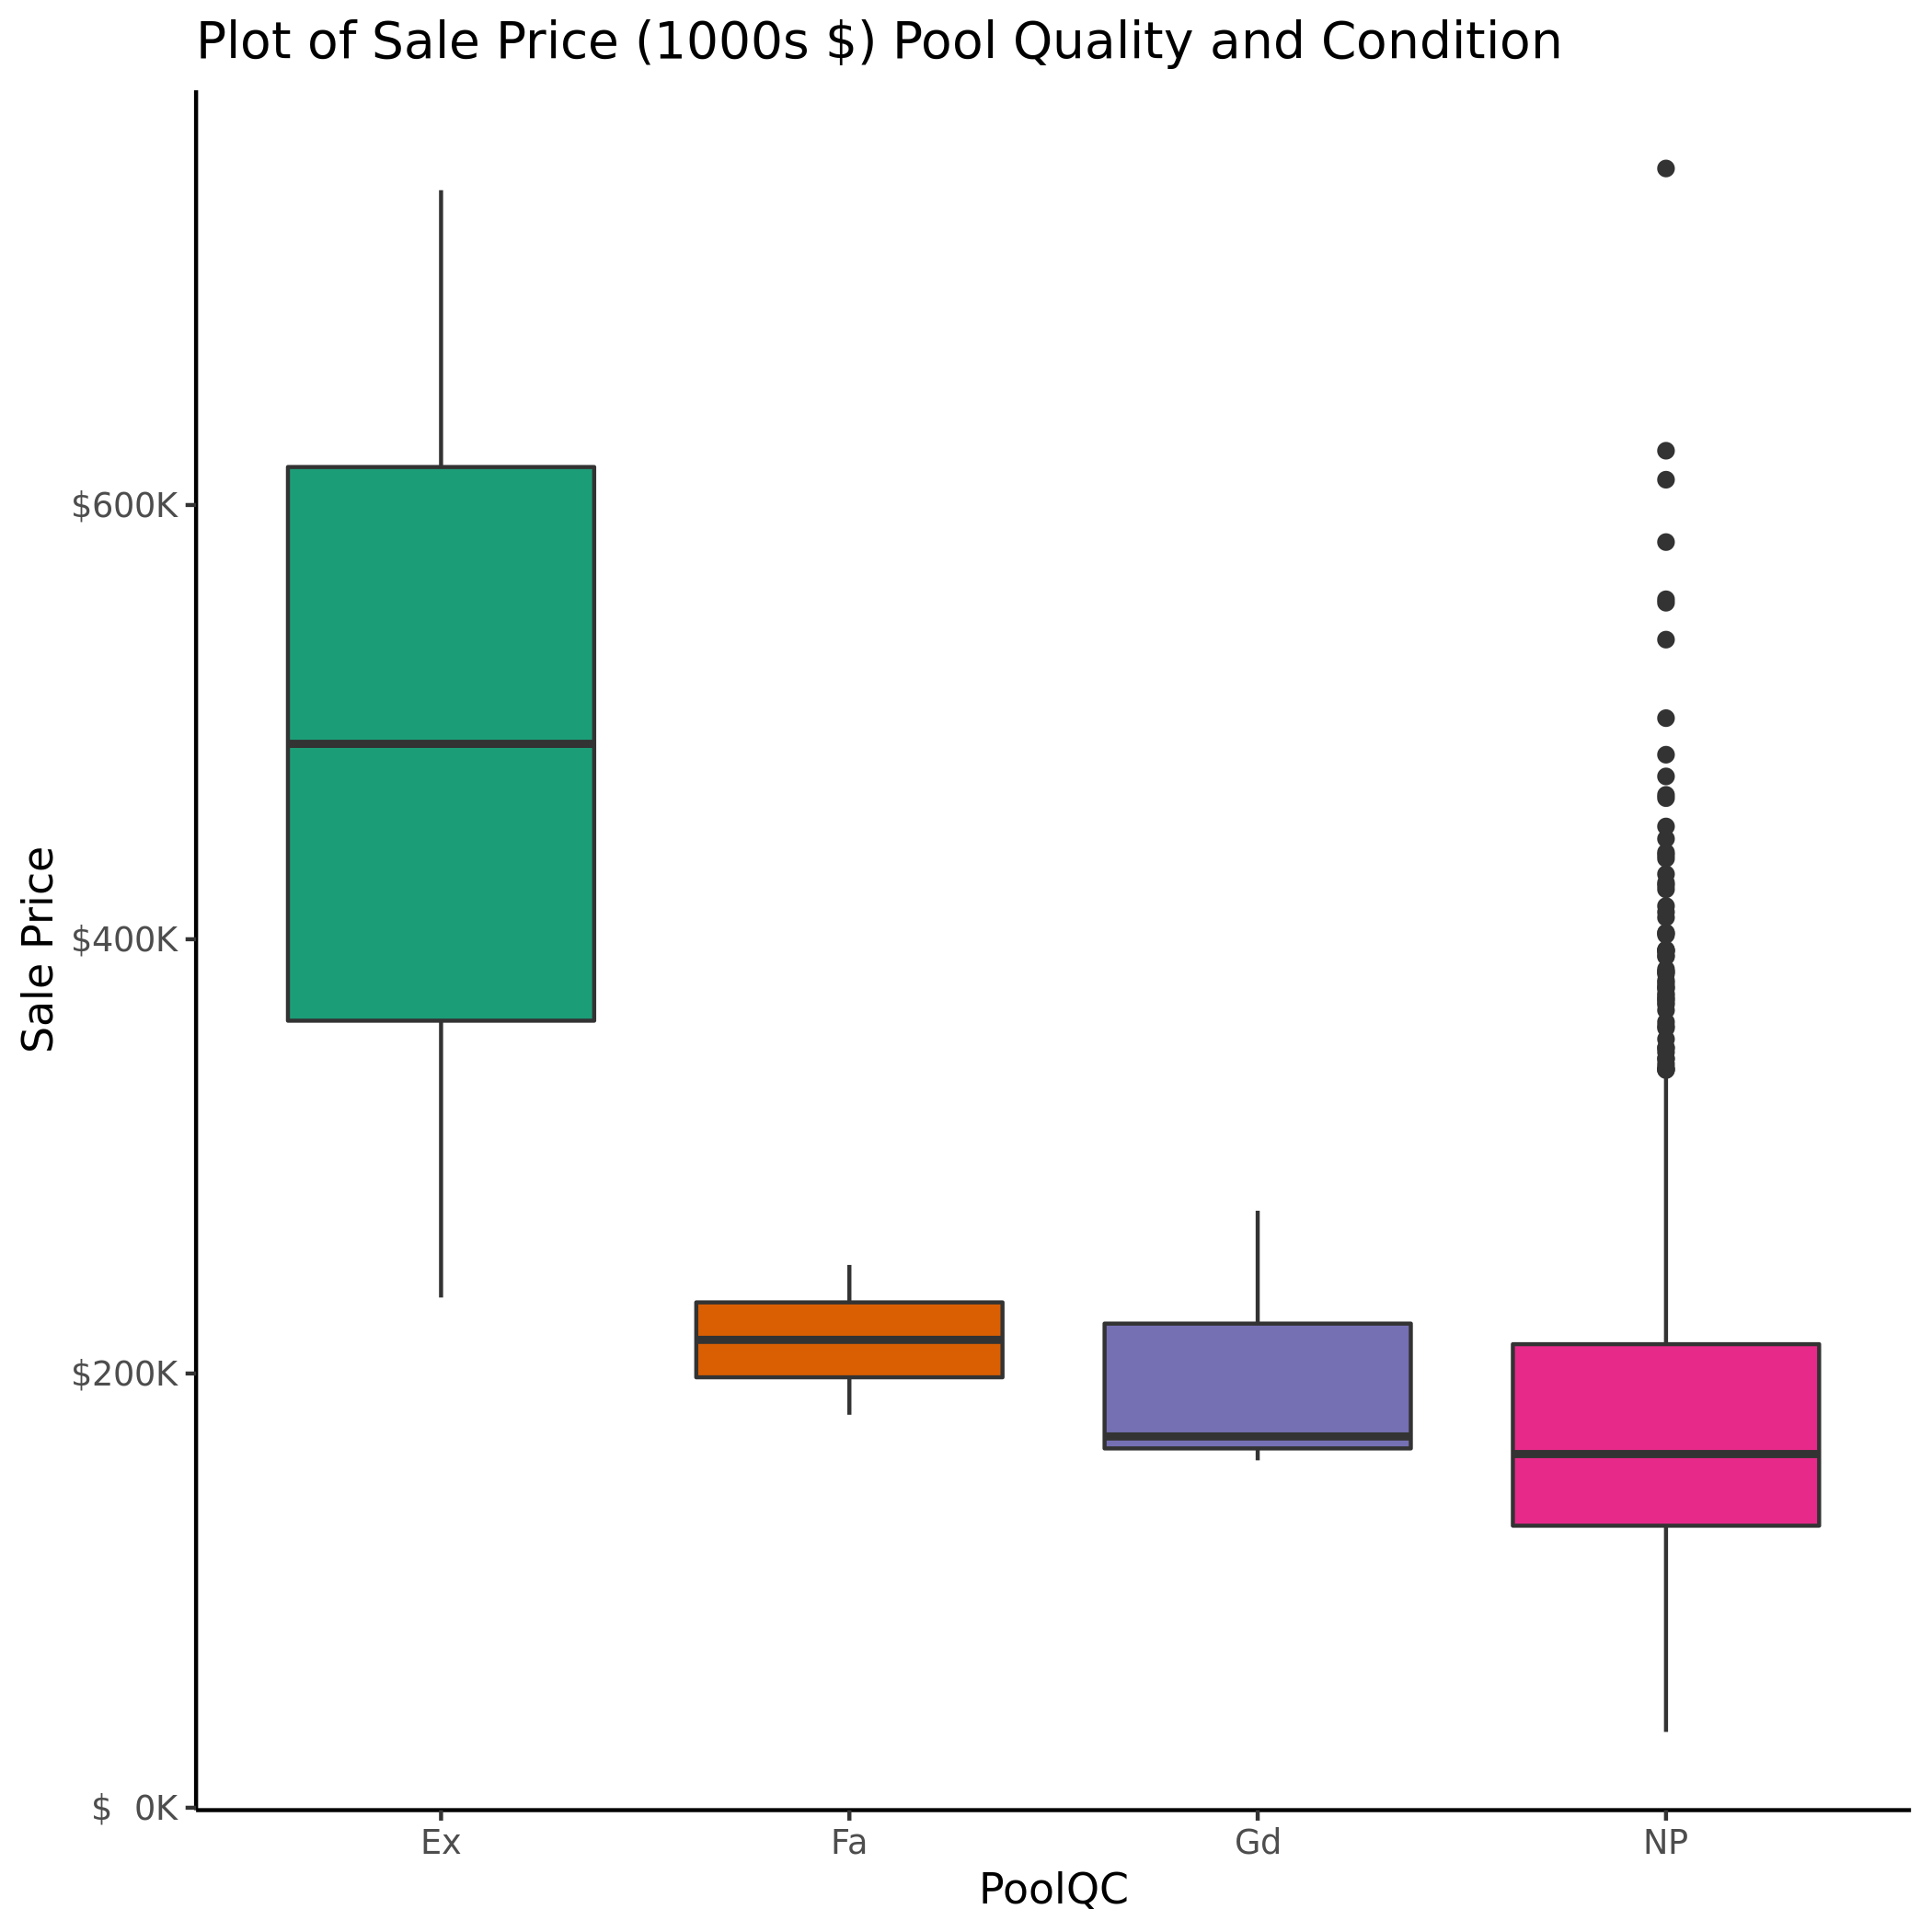 Plot of Sale Price (1000s $) Pool Quality and Condition
Sale Price
$600K
$400K
$200K
$  0K
Ex
Fa
Gd
NP
PoolQC